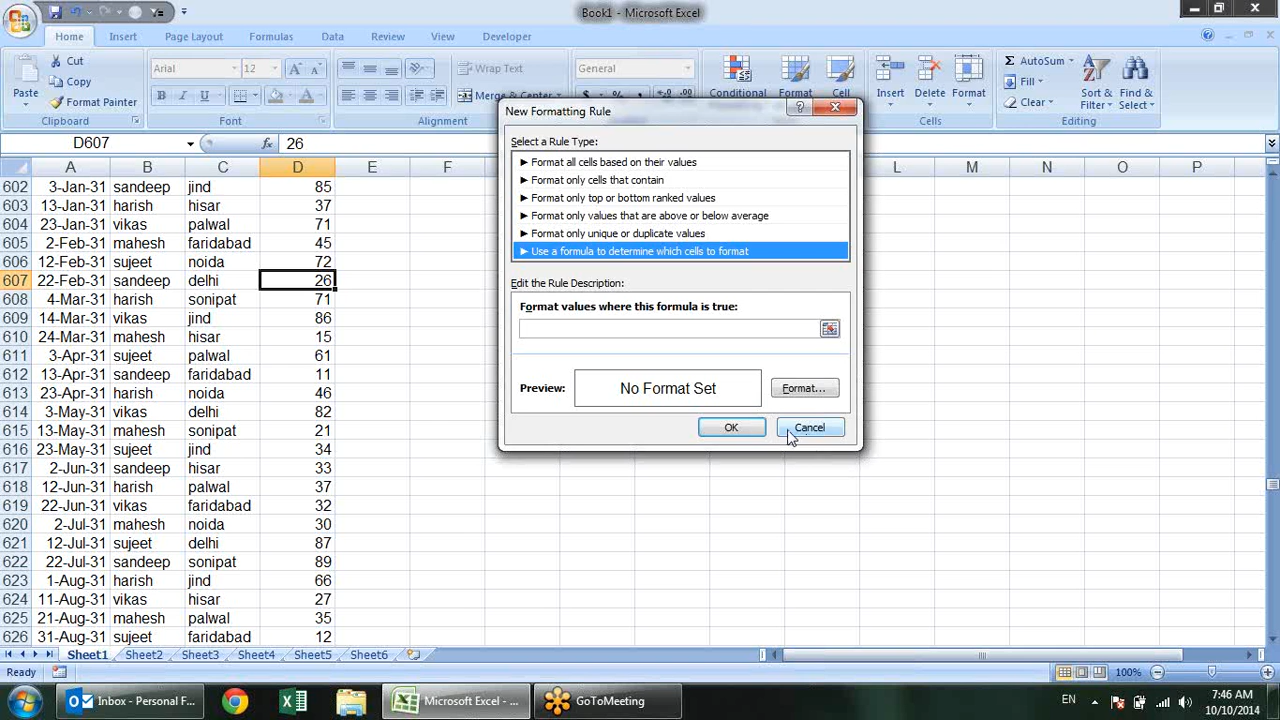 Book1 - Microsoft Excel
Home Insert Page Layout Formulas Data Review View Developer
Paste Cut Copy Format Painter Clipboard
Arial 12 Font
Wrap Text Merge & Center Alignment
General Conditional Format Cell
Insert Delete Format Cells
AutoSum Fill Clear Sort & Filter Find & Select Editing
D607 fx 26
A B C D E F L M N O P
602 3-Jan-31 sandeep jind 85
603 13-Jan-31 harish hisar 37
604 23-Jan-31 vikas palwal 71
605 2-Feb-31 mahesh faridabad 45
606 12-Feb-31 sujeet noida 72
607 22-Feb-31 sandeep delhi 26
608 4-Mar-31 harish sonipat 71
609 14-Mar-31 vikas jind 86
610 24-Mar-31 mahesh hisar 15
611 3-Apr-31 sujeet palwal 61
612 13-Apr-31 sandeep faridabad 11
613 23-Apr-31 harish noida 46
614 3-May-31 vikas delhi 82
615 13-May-31 mahesh sonipat 21
616 23-May-31 sujeet jind 34
617 2-Jun-31 sandeep hisar 33
618 12-Jun-31 harish palwal 37
619 22-Jun-31 vikas faridabad 32
620 2-Jul-31 mahesh noida 30
621 12-Jul-31 sujeet delhi 87
622 22-Jul-31 sandeep sonipat 89
623 1-Aug-31 harish jind 66
624 11-Aug-31 vikas hisar 27
625 21-Aug-31 mahesh palwal 35
626 31-Aug-31 sujeet faridabad 12
New Formatting Rule
Select a Rule Type:
► Format all cells based on their values
► Format only cells that contain
► Format only top or bottom ranked values
► Format only values that are above or below average
► Format only unique or duplicate values
► Use a formula to determine which cells to format
Edit the Rule Description:
Format values where this formula is true:
Preview: No Format Set Format...
OK Cancel
Sheet1 Sheet2 Sheet3 Sheet4 Sheet5 Sheet6
Ready 100%
Inbox - Personal F... Microsoft Excel - ... GoToMeeting EN 7:46 AM
10/10/2014